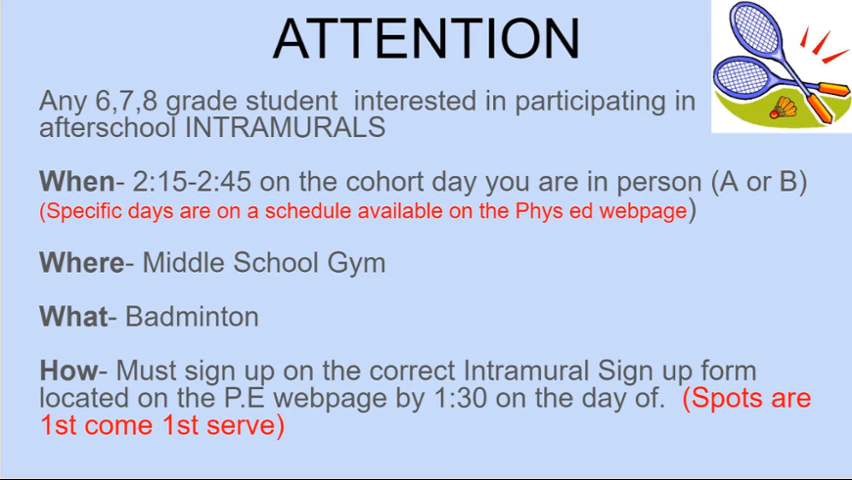 ATTENTION
Any 6,7,8 grade student  interested in participating in
afterschool INTRAMURALS
When- 2:15-2:45 on the cohort day you are in person (A or B)
(Specific days are on a schedule available on the Phys ed webpage)
Where- Middle School Gym
What- Badminton
How- Must sign up on the correct Intramural Sign up form
located on the P.E webpage by 1:30 on the day of.  (Spots are
1st come 1st serve)